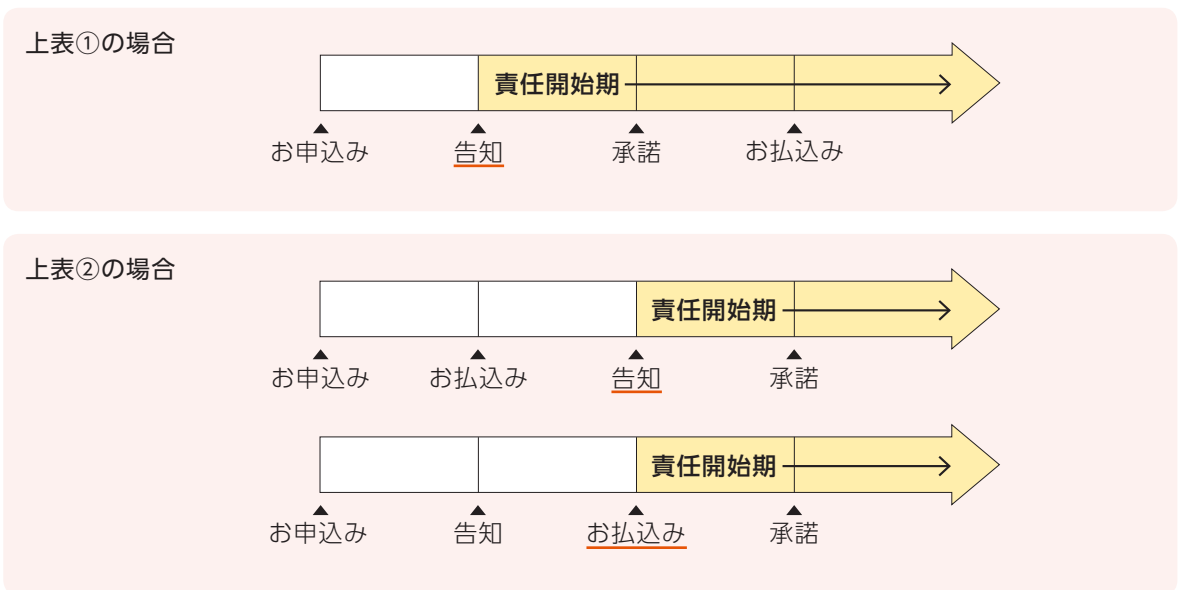 上表①の場合
責任開始期
お申込み 告知 承諾 お払込み
上表②の場合
責任開始期
お申込み お払込み 告知 承諾
責任開始期
お申込み 告知 お払込み 承諾